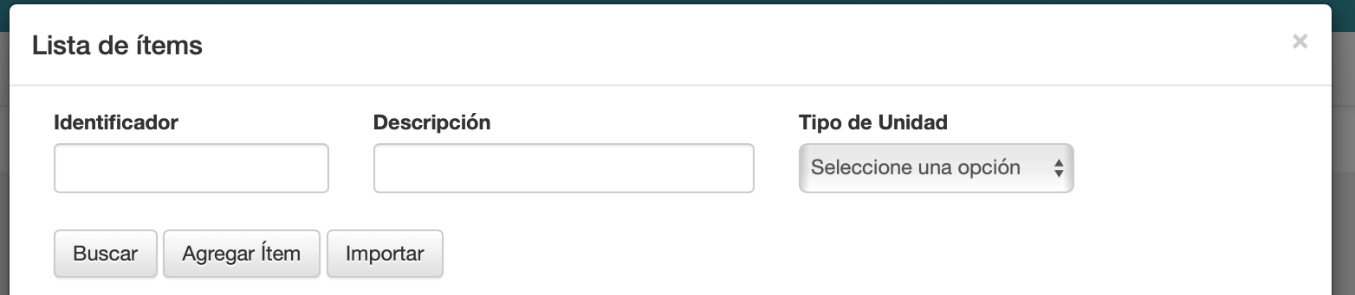 Lista de ítems
×
Identificador Descripción Tipo de Unidad
Seleccione una opción
Buscar Agregar Ítem Importar